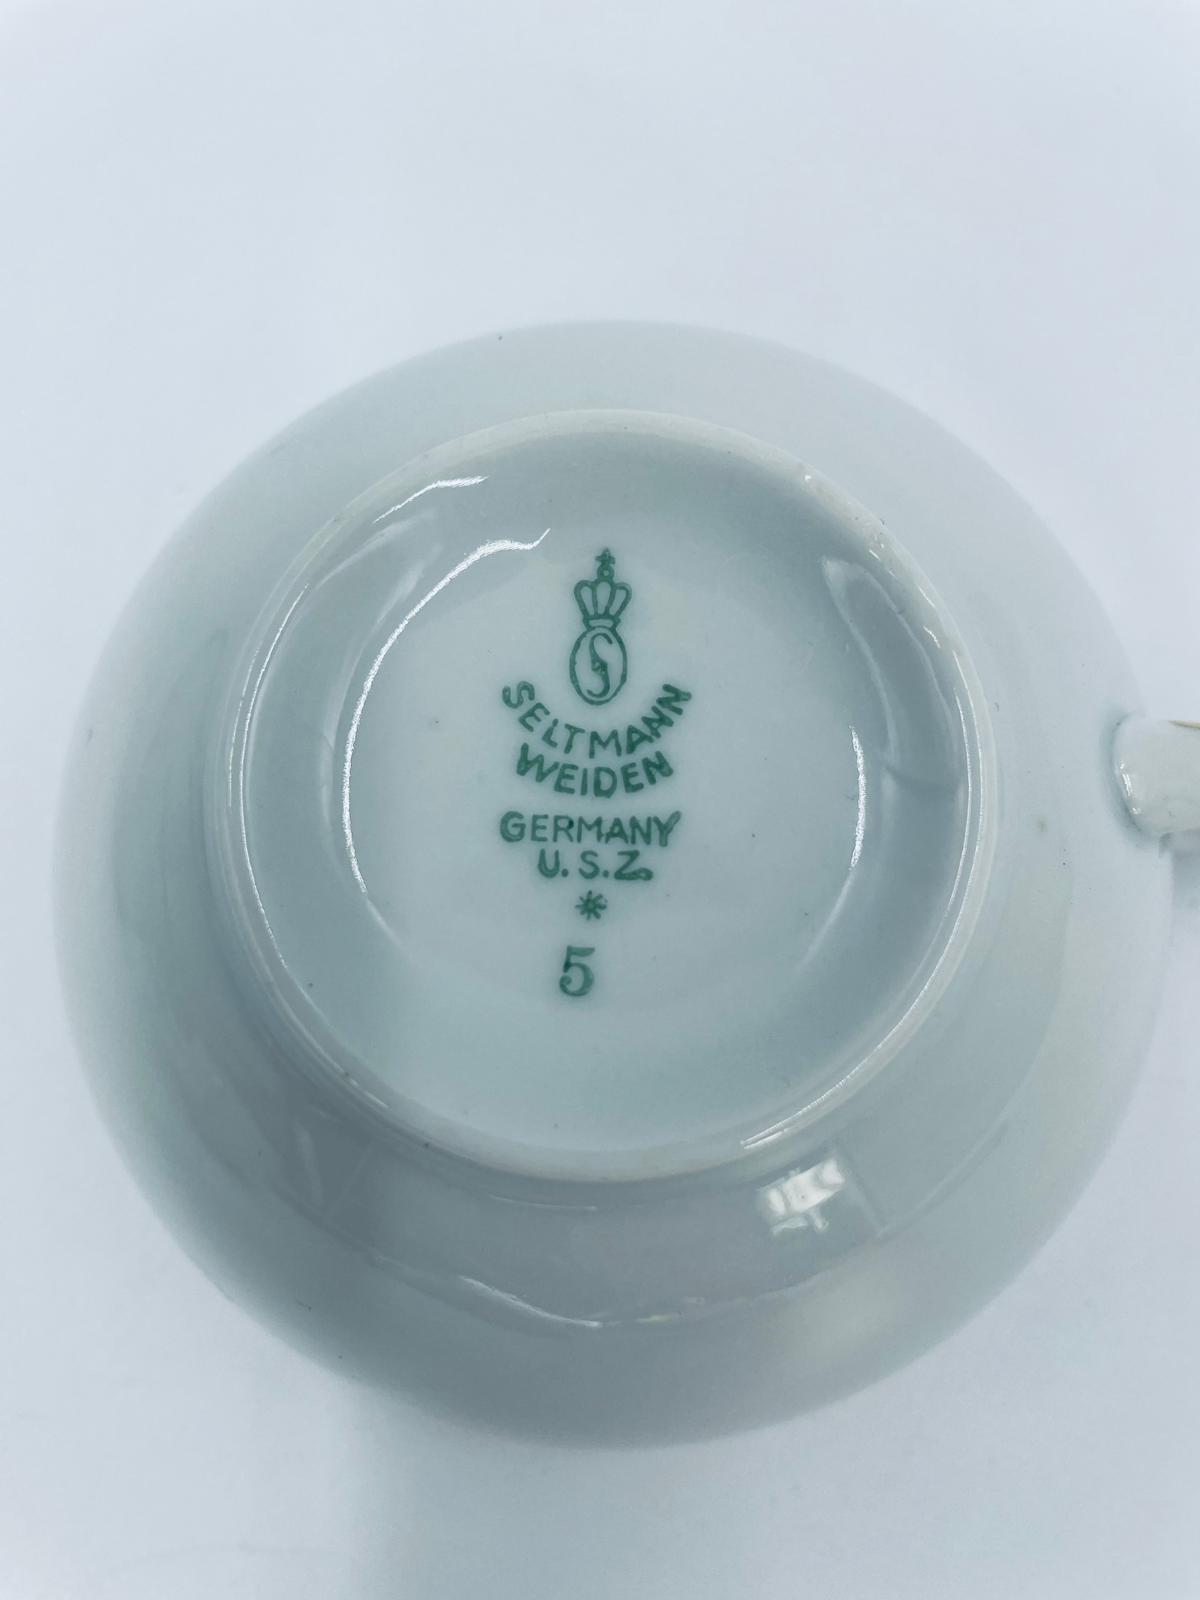 S
SELTMANN
WEIDEN
GERMANY
U.S.Z.
*
5